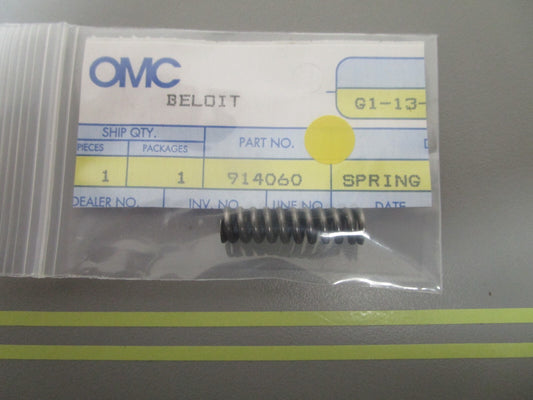 OMC
BELOIT
G1-13-
SHIP QTY.
PIECES PACKAGES PART NO. D
1 1 914060 SPRING
DEALER NO. INV. NO. LINE NO. DATE